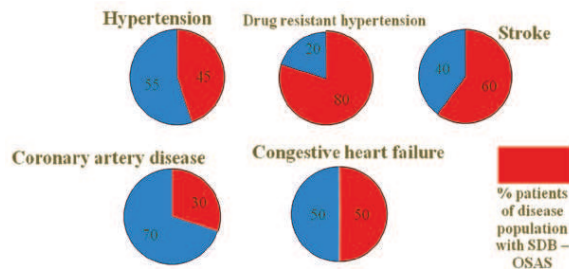 Hypertension
55
45
Drug resistant hypertension
20
80
Stroke
40
60
Coronary artery disease
30
70
Congestive heart failure
50
50
% patients
of disease
population
with SDB –
OSAS